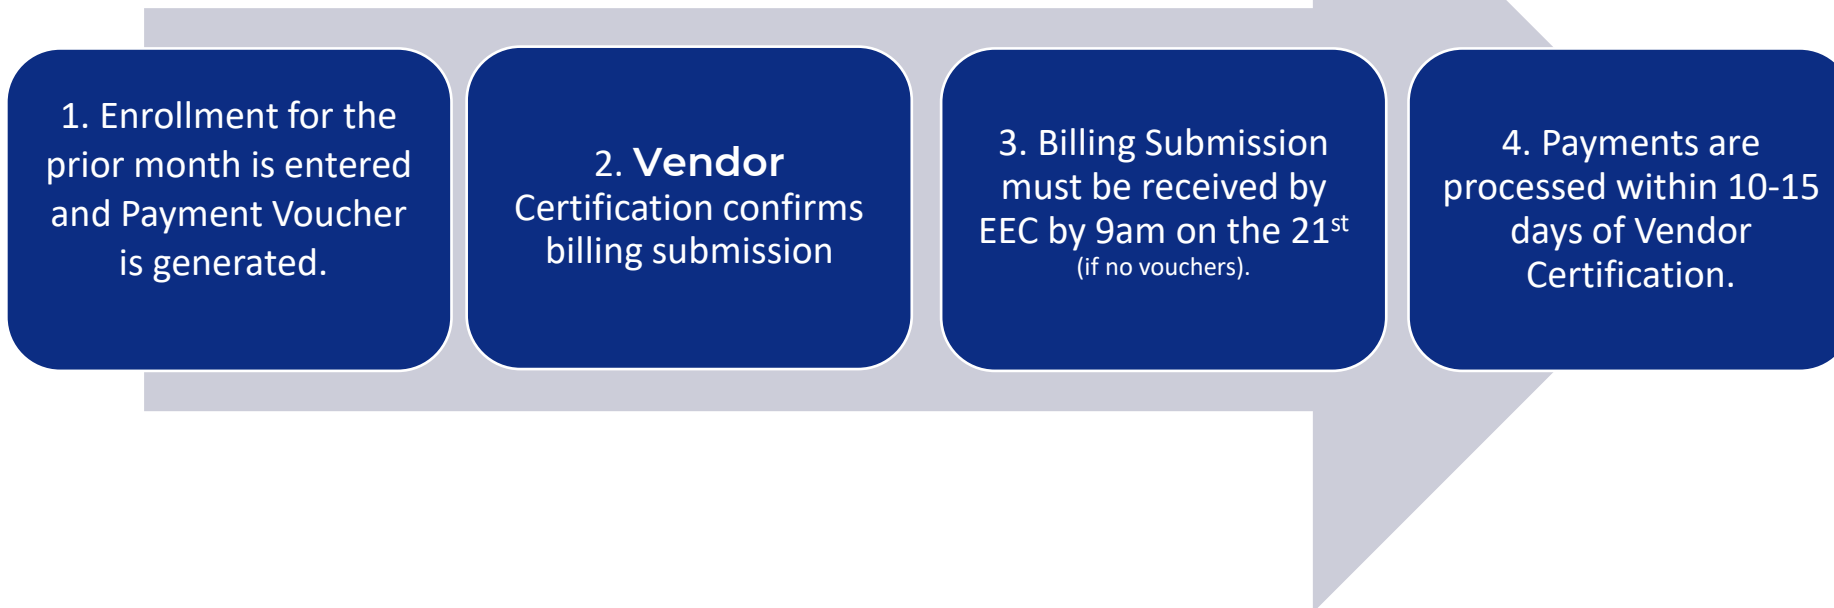 1. Enrollment for the
prior month is entered
and Payment Voucher
is generated.
2. Vendor
Certification confirms
billing submission
3. Billing Submission
must be received by
EEC by 9am on the 21st
(if no vouchers).
4. Payments are
processed within 10-15
days of Vendor
Certification.